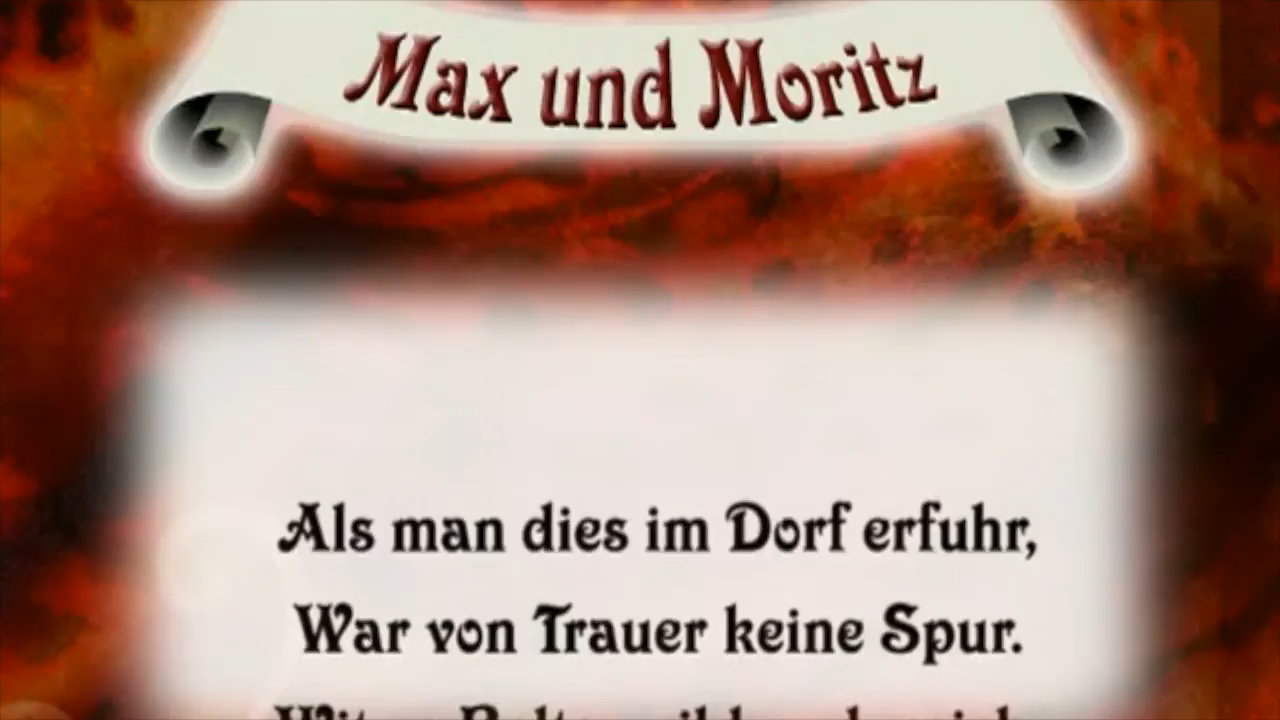 Max und Moritz
Als man dies im Dorf erfuhr,
War von Trauer keine Spur.